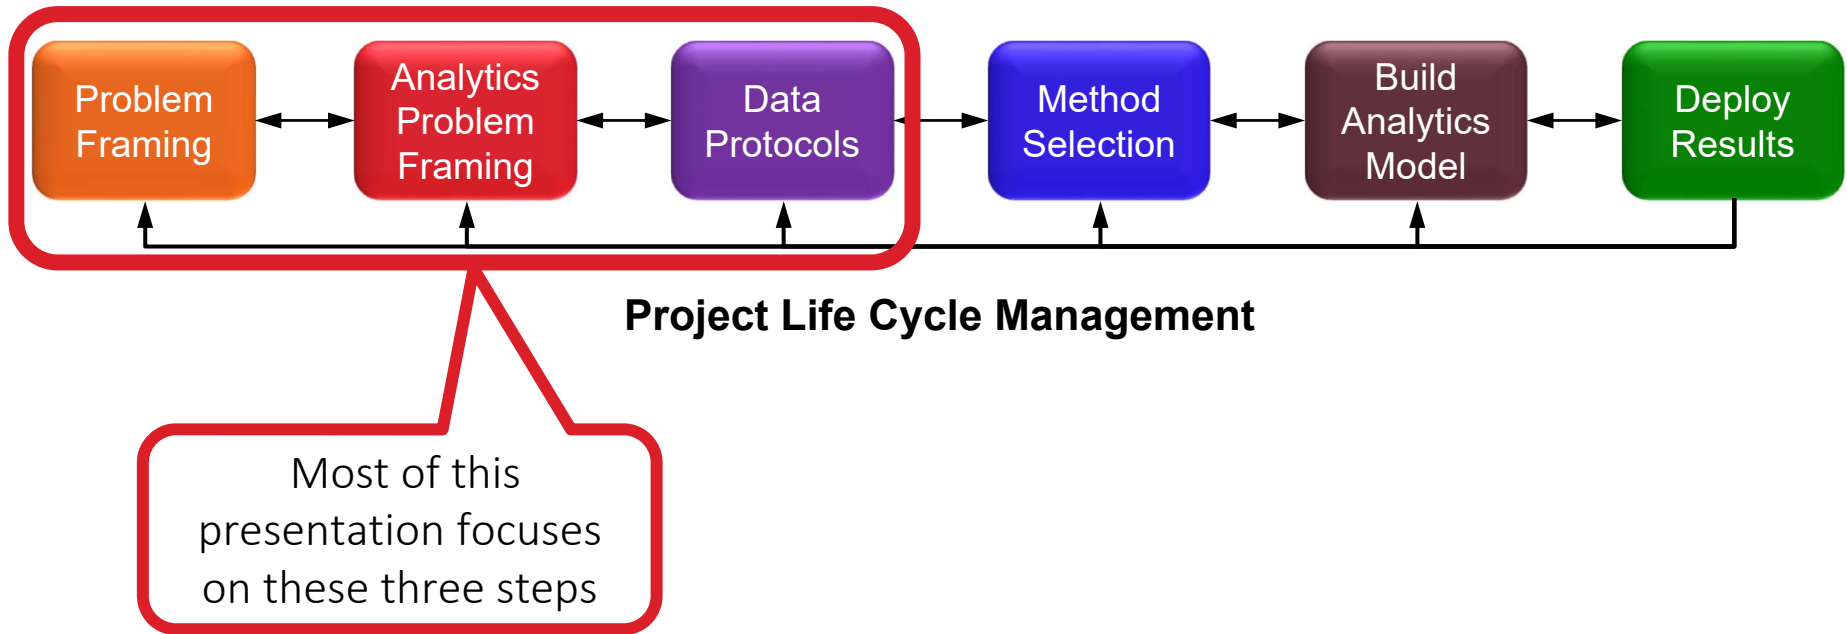 Problem
Framing
Analytics
Problem
Framing
Data
Protocols
Method
Selection
Build
Analytics
Model
Deploy
Results
Project Life Cycle Management
Most of this
presentation focuses
on these three steps